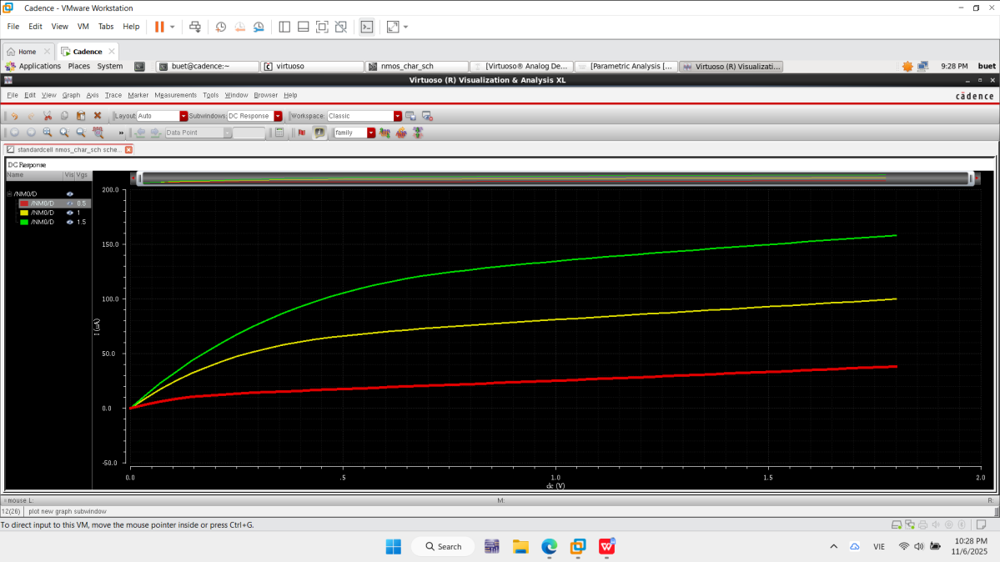 Cadence - VMware Workstation
File Edit View VM Tabs Help
Home Cadence
Applications Places System buet@cadence:~ virtuoso nmos_char_sch [Virtuoso® Analog De... [Parametric Analysis [... Virtuoso (R) Visualizati... 9:28 PM buet
Virtuoso (R) Visualization & Analysis XL
File Edit View Graph Axis Trace Marker Measurements Tools Window Browser Help cādence
Layout: Auto Subwindows: DC Response Workspace: Classic
» Data Point family
standardcell nmos_char_sch sche...
DC Response
Name Vis Vgs
/NM0/D
/NM0/D 0.5
/NM0/D 1
/NM0/D 1.5
200.0
150.0
100.0
50.0
0.0
-50.0
I (uA)
0.0 .5 1.0 1.5 2.0
dc (V)
mouse L: M: R:
12(26) plot new graph subwindow
To direct input to this VM, move the mouse pointer inside or press Ctrl+G.
Search VIE 10:28 PM
11/6/2025